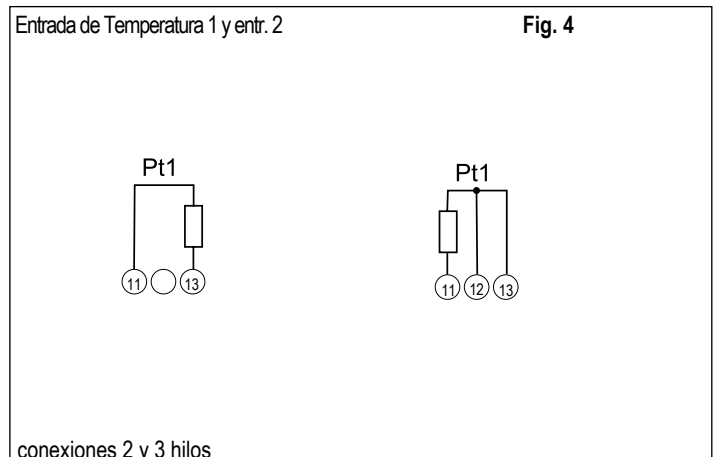 Entrada de Temperatura 1 y entr. 2 Fig. 4
Pt1 Pt1
11 13 11 12 13
conexiones 2 y 3 hilos